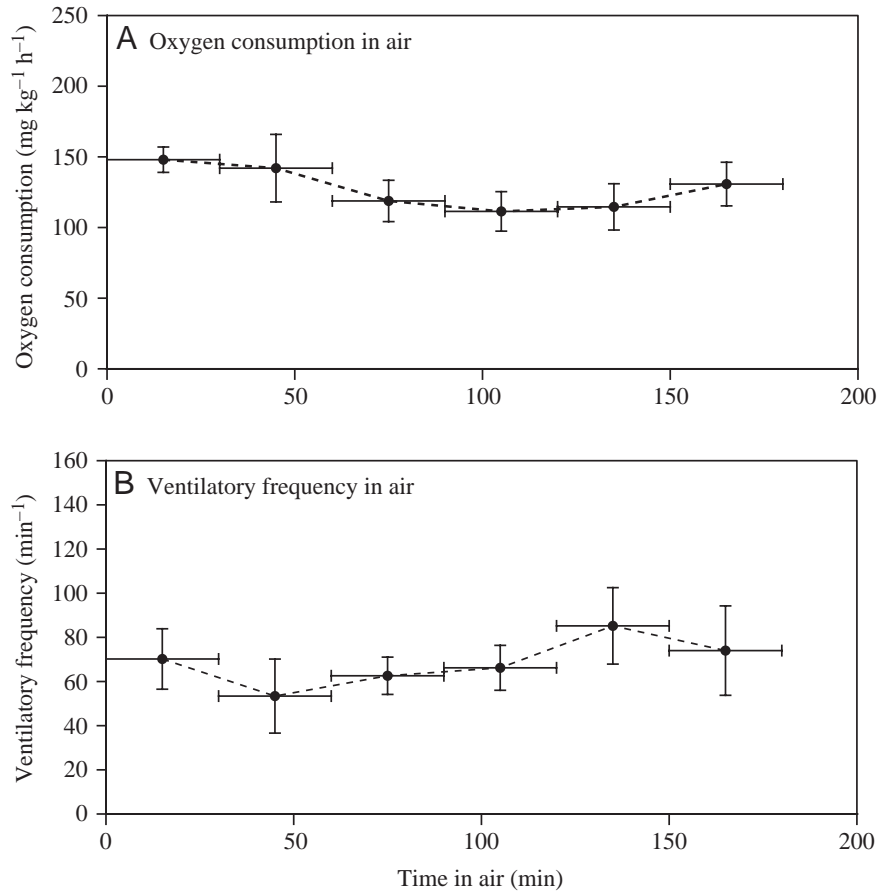 A Oxygen consumption in air
Oxygen consumption (mg kg⁻¹ h⁻¹)
250
200
150
100
50
0
0 50 100 150 200
B Ventilatory frequency in air
Ventilatory frequency (min⁻¹)
160
140
120
100
80
60
40
20
0
0 50 100 150 200
Time in air (min)